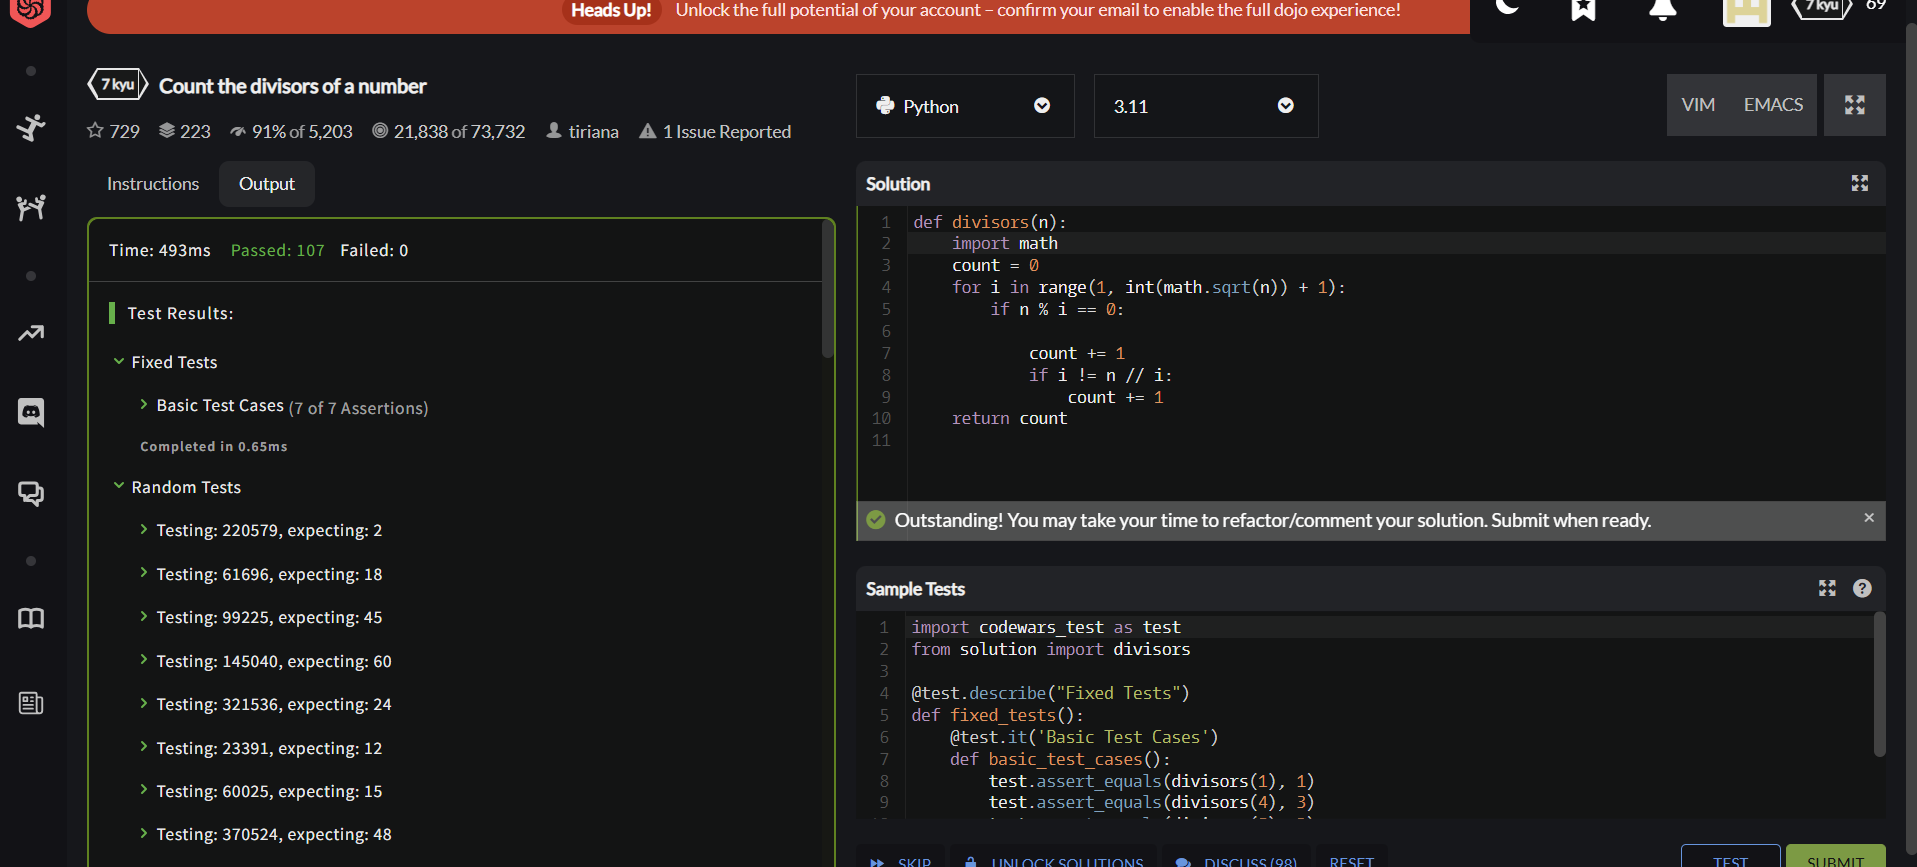 Heads Up! Unlock the full potential of your account – confirm your email to enable the full dojo experience!
7 kyu 69
7 kyu Count the divisors of a number
729 223 91% of 5,203 21,838 of 73,732 tiriana 1 Issue Reported
Instructions Output
Time: 493ms Passed: 107 Failed: 0
Test Results:
Fixed Tests
Basic Test Cases (7 of 7 Assertions)
Completed in 0.65ms
Random Tests
Testing: 220579, expecting: 2
Testing: 61696, expecting: 18
Testing: 99225, expecting: 45
Testing: 145040, expecting: 60
Testing: 321536, expecting: 24
Testing: 23391, expecting: 12
Testing: 60025, expecting: 15
Testing: 370524, expecting: 48
Python 3.11 VIM EMACS
Solution
1 def divisors(n):
2     import math
3     count = 0
4     for i in range(1, int(math.sqrt(n)) + 1):
5         if n % i == 0:
6
7             count += 1
8             if i != n // i:
9                 count += 1
10     return count
11
Outstanding! You may take your time to refactor/comment your solution. Submit when ready. ×
Sample Tests ?
1 import codewars_test as test
2 from solution import divisors
3
4 @test.describe("Fixed Tests")
5 def fixed_tests():
6     @test.it('Basic Test Cases')
7     def basic_test_cases():
8         test.assert_equals(divisors(1), 1)
9         test.assert_equals(divisors(4), 3)
SKIP UNLOCK SOLUTIONS DISCUSS (98) RESET TEST SUBMIT